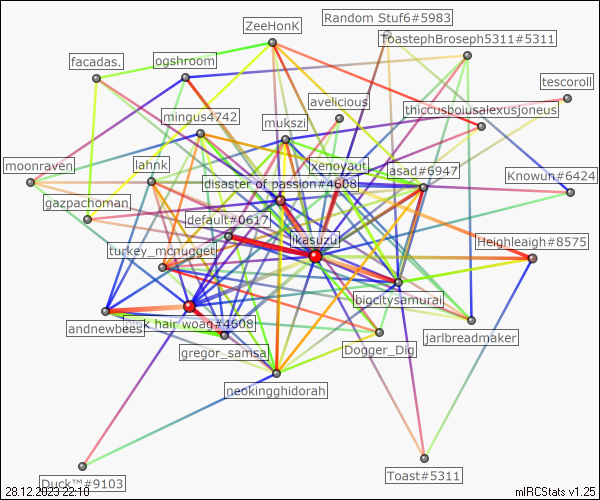 ZeeHonK
Random Stuf6#5983
ToastephBroseph5311#5311
facadas.
ogshroom
tescoroll
avelicious
thiccusboiusalexusjoneus
mingus4742
mukszi
moonraven
lahnk
xenoyaut
asad#6947
Knowun#6424
disaster of passion#4608
gazpachoman
default#0617
ikasuzu
Heighleaigh#8575
turkey_mcnugget
bigcitysamurai
andnewbees
pink hair woag#4608
jarlbreadmaker
gregor_samsa
Dogger_Dig
neokingghidorah
Duck™#9103
Toast#5311
28.12.2023 22:10
mIRCStats v1.25